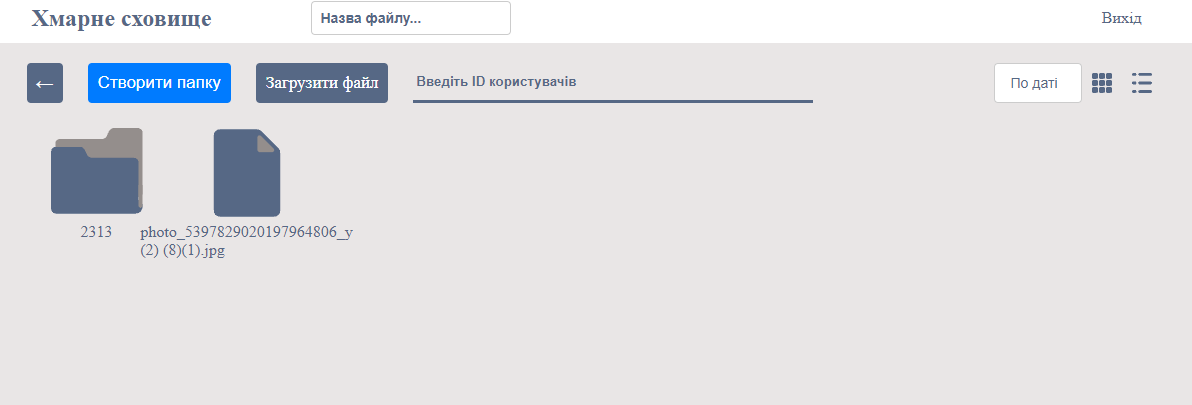 Хмарне сховище
Назва файлу...
Вихід
←
Створити папку
Загрузити файл
Введіть ID користувачів
По даті
2313
photo_5397829020197964806_y
(2) (8)(1).jpg